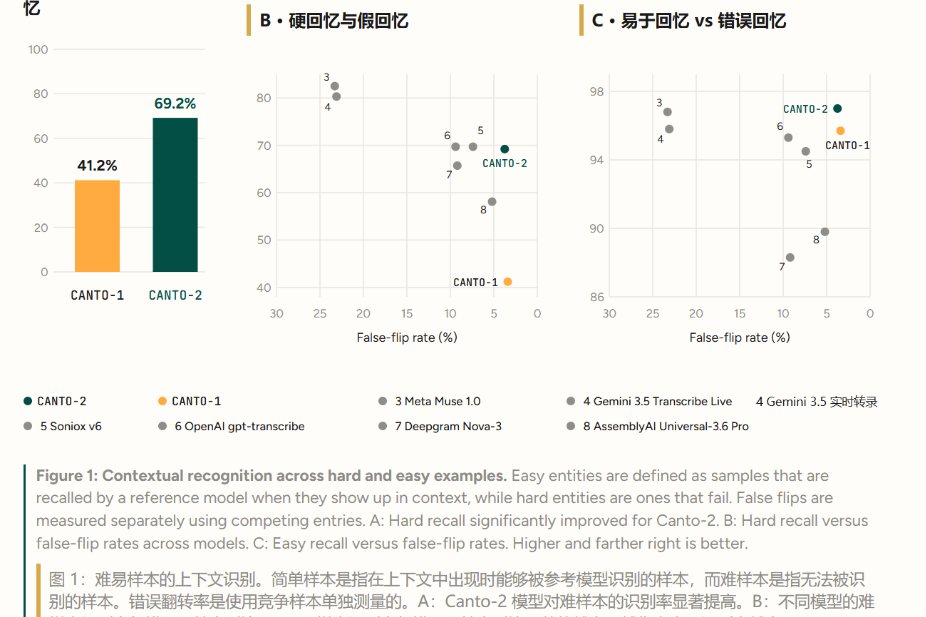 忆
B • 硬回忆与假回忆
C • 易于回忆 vs 错误回忆
100
80
60
40
20
0
41.2%
69.2%
CANTO-1
CANTO-2
80
70
60
50
40
3
4
6
5
7
CANTO-2
8
CANTO-1
30
25
20
15
10
5
0
False-flip rate (%)
98
94
90
86
3
4
CANTO-2
6
CANTO-1
5
8
7
30
25
20
15
10
5
0
False-flip rate (%)
CANTO-2
CANTO-1
3 Meta Muse 1.0
4 Gemini 3.5 Transcribe Live
4 Gemini 3.5 实时转录
5 Soniox v6
6 OpenAI gpt-transcribe
7 Deepgram Nova-3
8 AssemblyAI Universal-3.6 Pro
Figure 1: Contextual recognition across hard and easy examples. Easy entities are defined as samples that are
recalled by a reference model when they show up in context, while hard entities are ones that fail. False flips are
measured separately using competing entries. A: Hard recall significantly improved for Canto-2. B: Hard recall versus
false-flip rates across models. C: Easy recall versus false-flip rates. Higher and farther right is better.
图 1：难易样本的上下文识别。简单样本是指在上下文中出现时能够被参考模型识别的样本，而难样本是指无法被识
别的样本。错误翻转率是使用竞争样本单独测量的。A：Canto-2 模型对难样本的识别率显著提高。B：不同模型的难